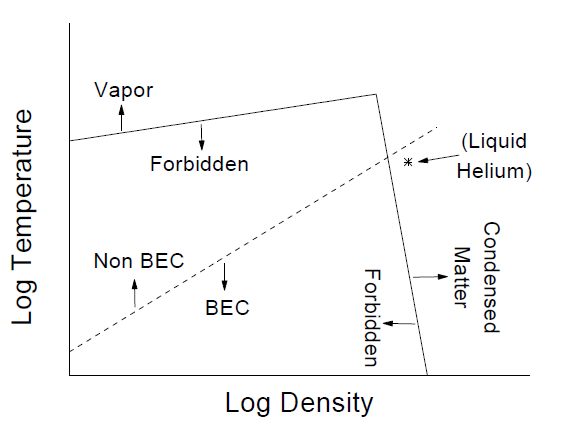 Vapor
Forbidden
(Liquid
Helium)
Non BEC
BEC
Forbidden
Condensed
Matter
Log Temperature
Log Density